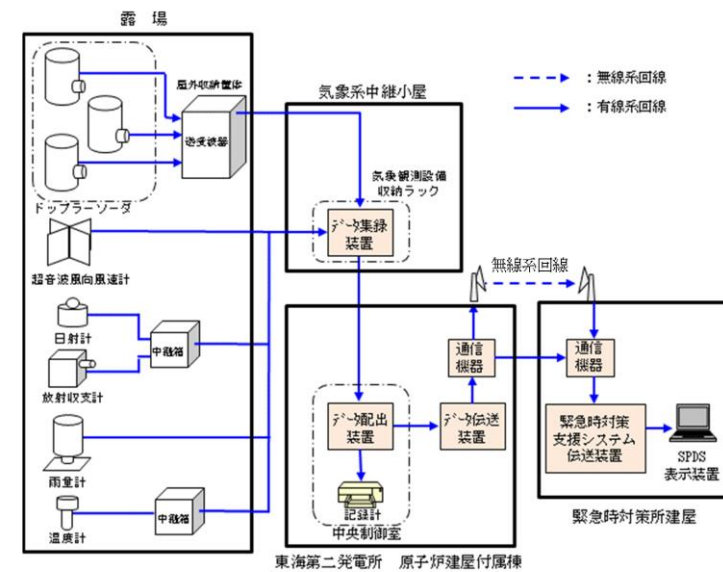 露 場
屋外収納筐体
送受波器
ドップラーソーダ
超音波風向風速計
日射計
中継箱
放射収支計
雨量計
中継箱
温度計
気象系中継小屋
気象観測設備
収納ラック
データ集録
装置
：無線系回線
：有線系回線
無線系回線
通信
機器
データ配出
装置
データ伝送
装置
記録計
中央制御室
東海第二発電所 原子炉建屋付属棟
通信
機器
緊急時対策
支援システム
伝送装置
SPDS
表示装置
緊急時対策所建屋